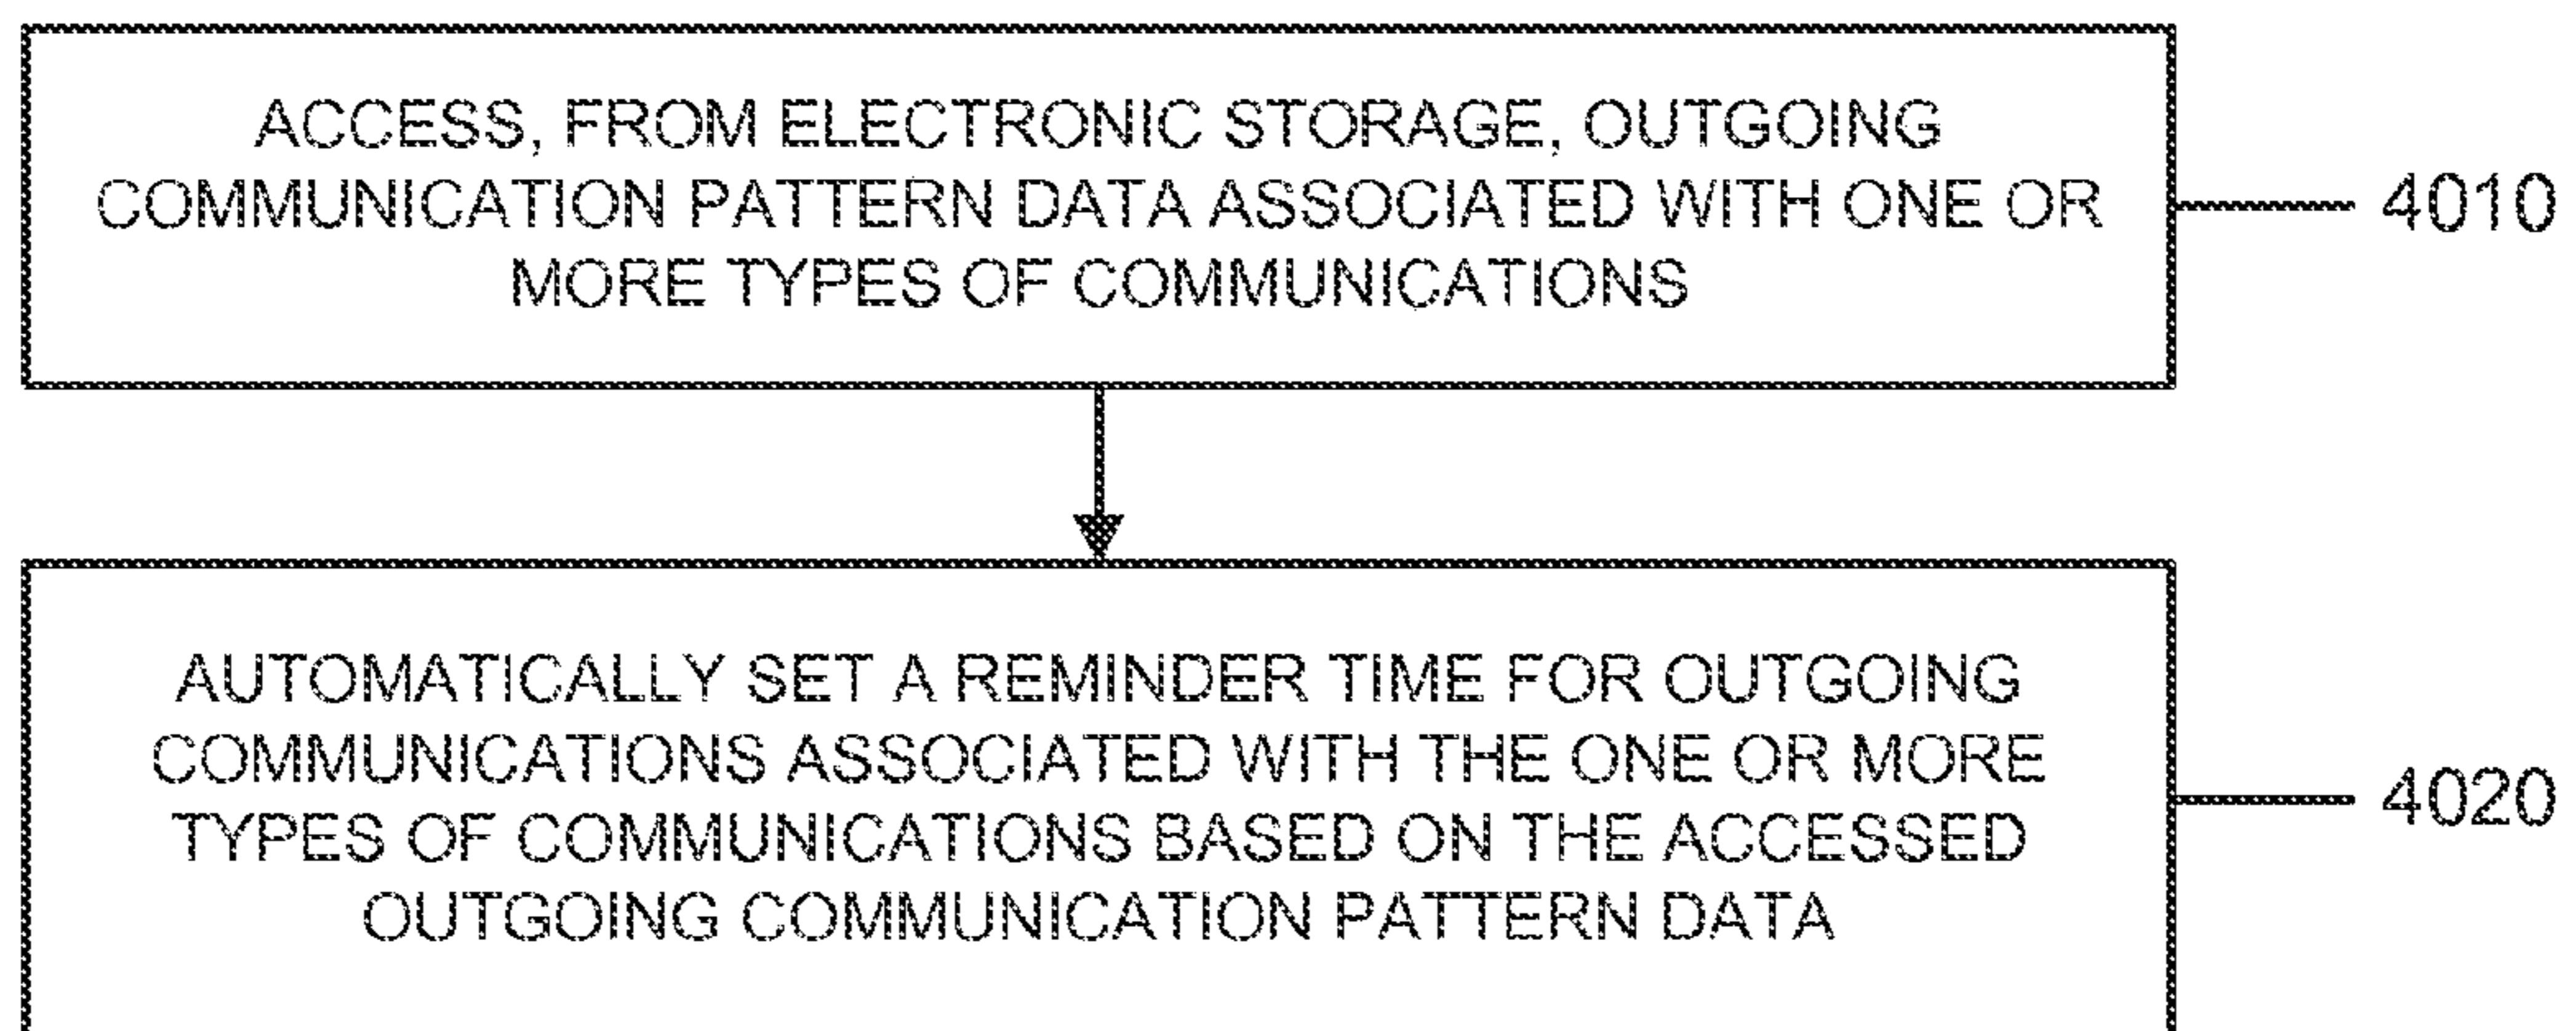 ACCESS, FROM ELECTRONIC STORAGE, OUTGOING
COMMUNICATION PATTERN DATA ASSOCIATED WITH ONE OR
MORE TYPES OF COMMUNICATIONS
4010
AUTOMATICALLY SET A REMINDER TIME FOR OUTGOING
COMMUNICATIONS ASSOCIATED WITH THE ONE OR MORE
TYPES OF COMMUNICATIONS BASED ON THE ACCESSED
OUTGOING COMMUNICATION PATTERN DATA
4020